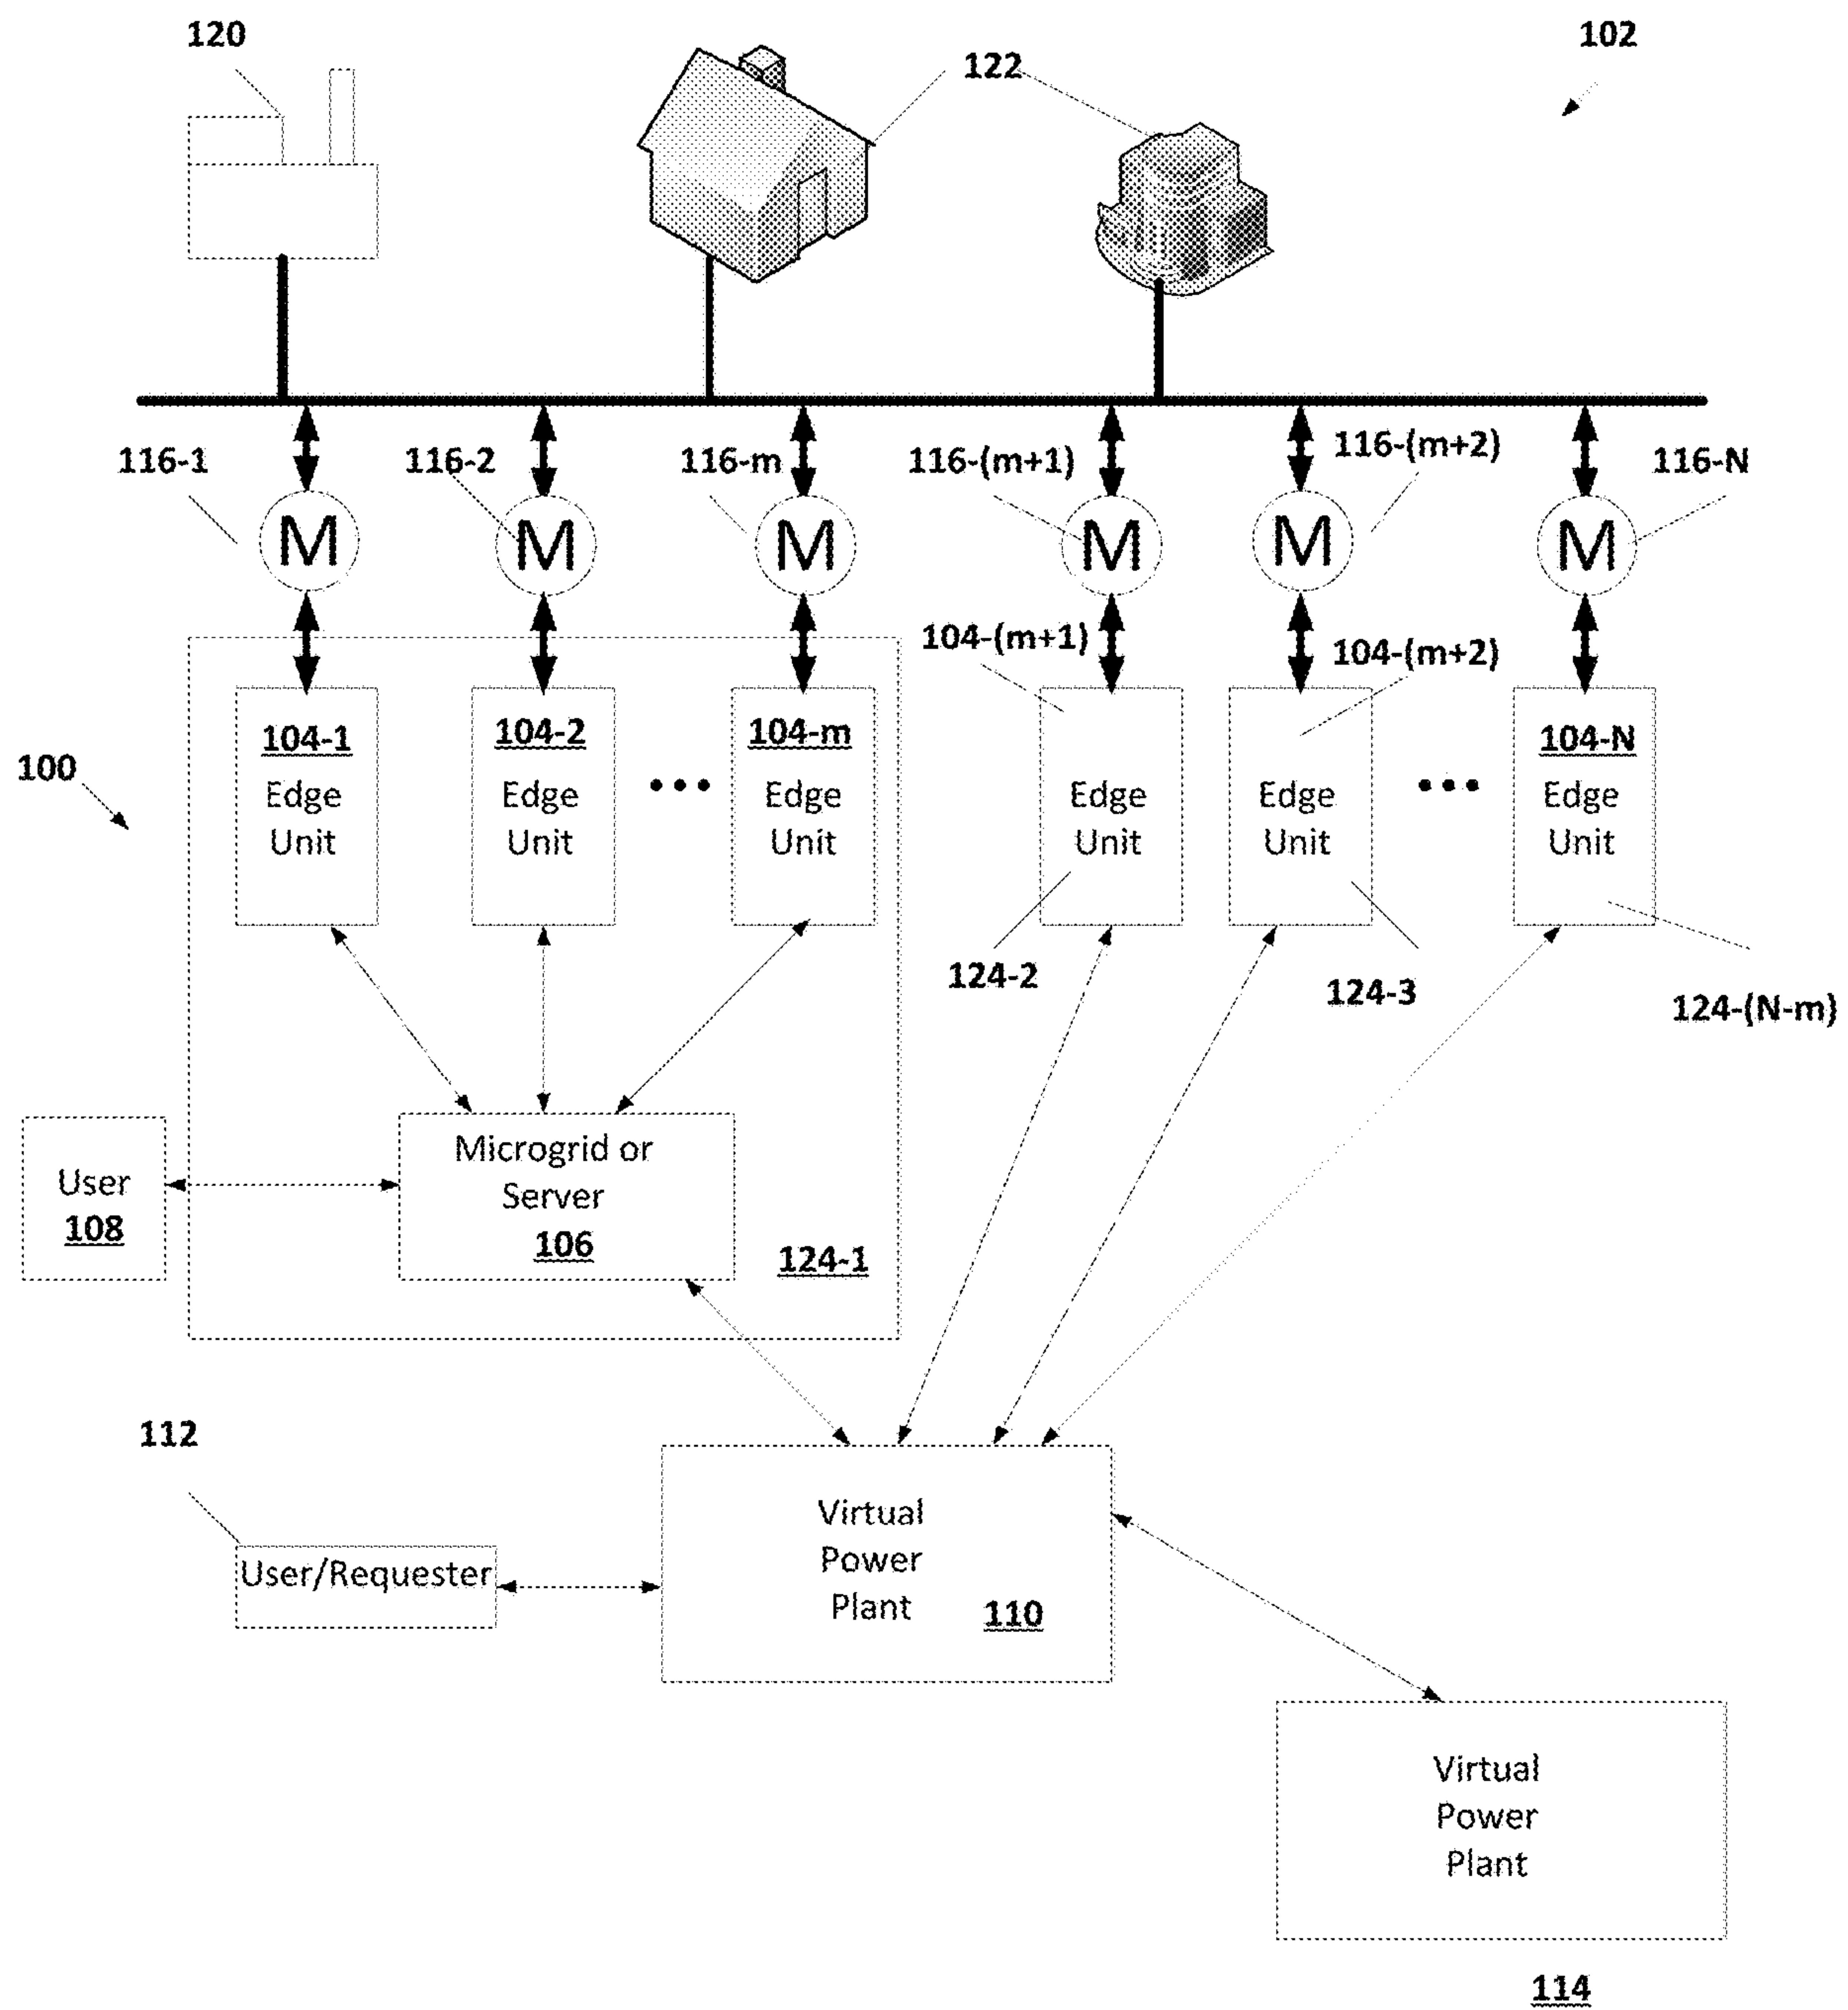 120
122
102
116-1
116-2
116-m
116-(m+1)
116-(m+2)
116-N
M
M
M
M
M
M
104-(m+1)
104-(m+2)
100
104-1
Edge
Unit
104-2
Edge
Unit
•••
104-m
Edge
Unit
Edge
Unit
Edge
Unit
•••
104-N
Edge
Unit
124-2
124-3
124-(N-m)
User
108
Microgrid or
Server
106
124-1
112
User/Requester
Virtual
Power
Plant
110
Virtual
Power
Plant
114